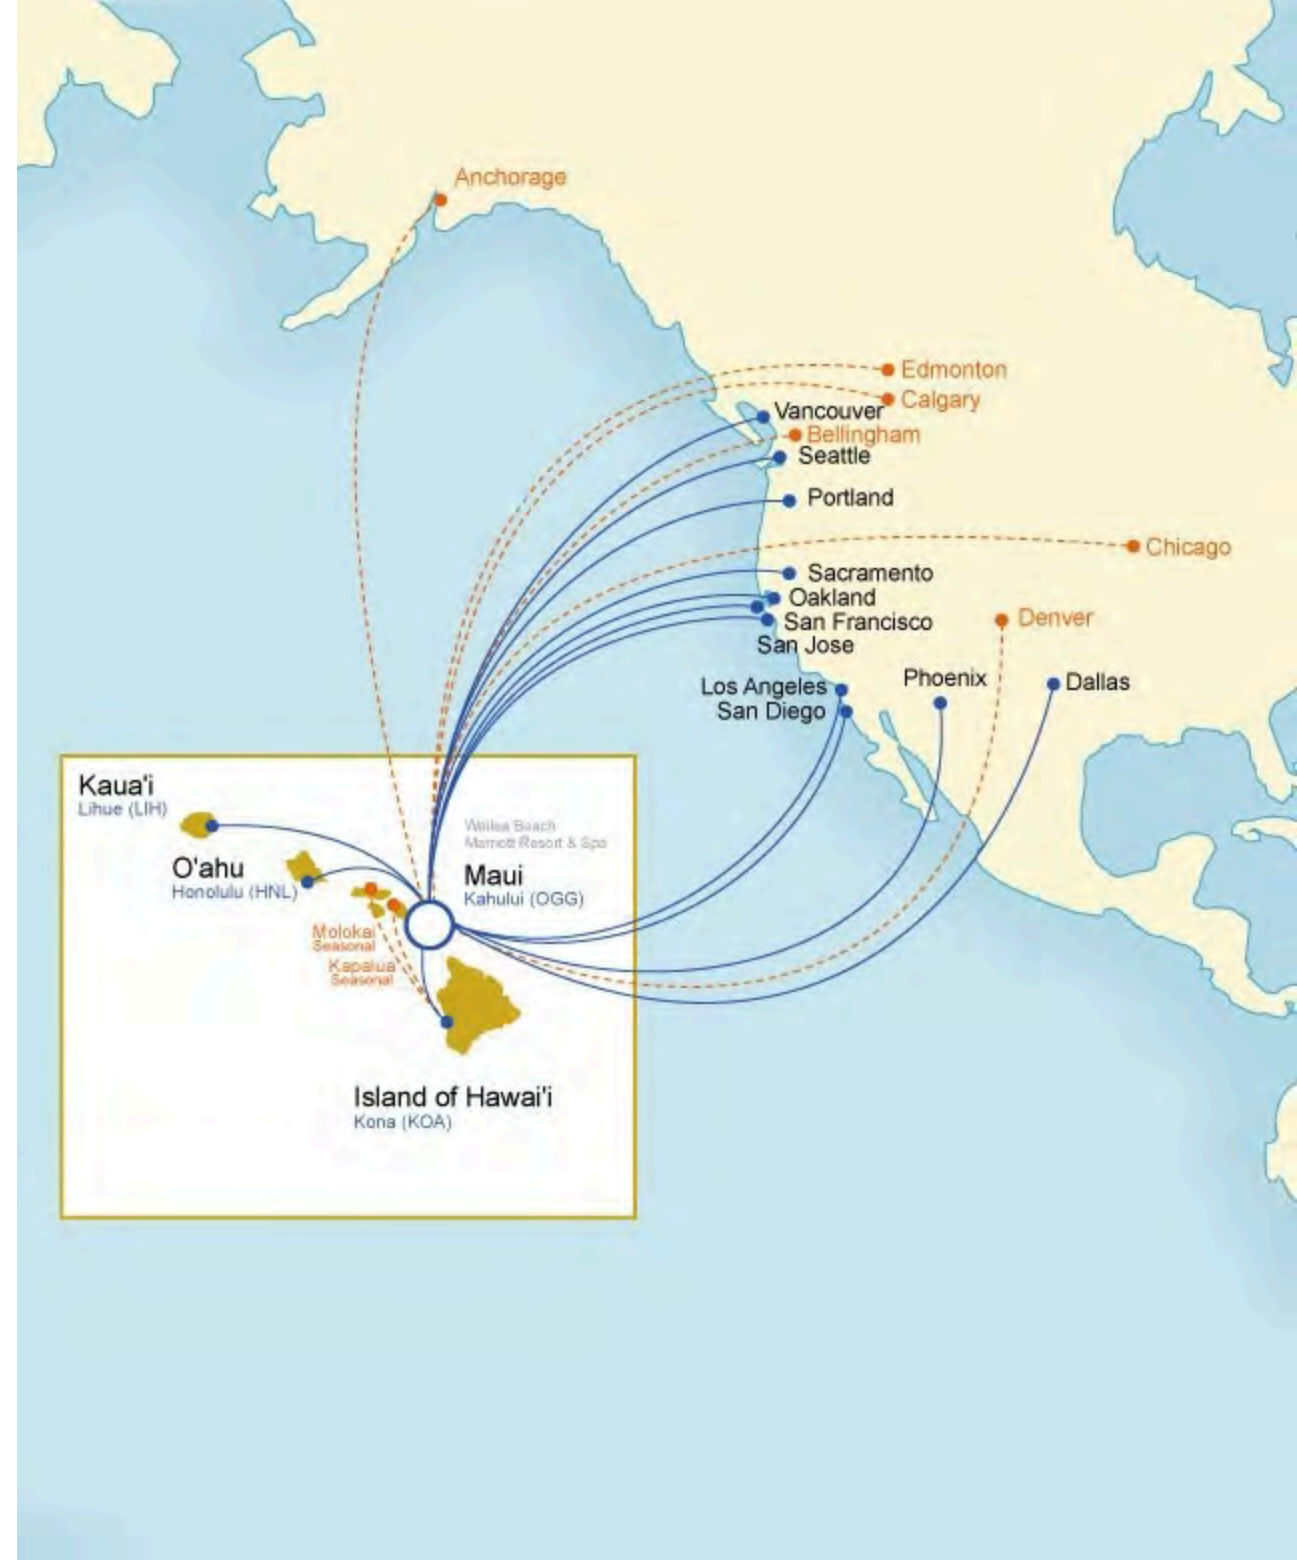 Anchorage
Edmonton
Calgary
Vancouver
Bellingham
Seattle
Portland
Chicago
Sacramento
Oakland
San Francisco
San Jose
Denver
Phoenix
Dallas
Los Angeles
San Diego
Kaua'i
Lihue (LIH)
O'ahu
Honolulu (HNL)
Wailea Beach
Marriott Resort & Spa
Maui
Kahului (OGG)
Molokai
Seasonal
Kapalua
Seasonal
Island of Hawai'i
Kona (KOA)